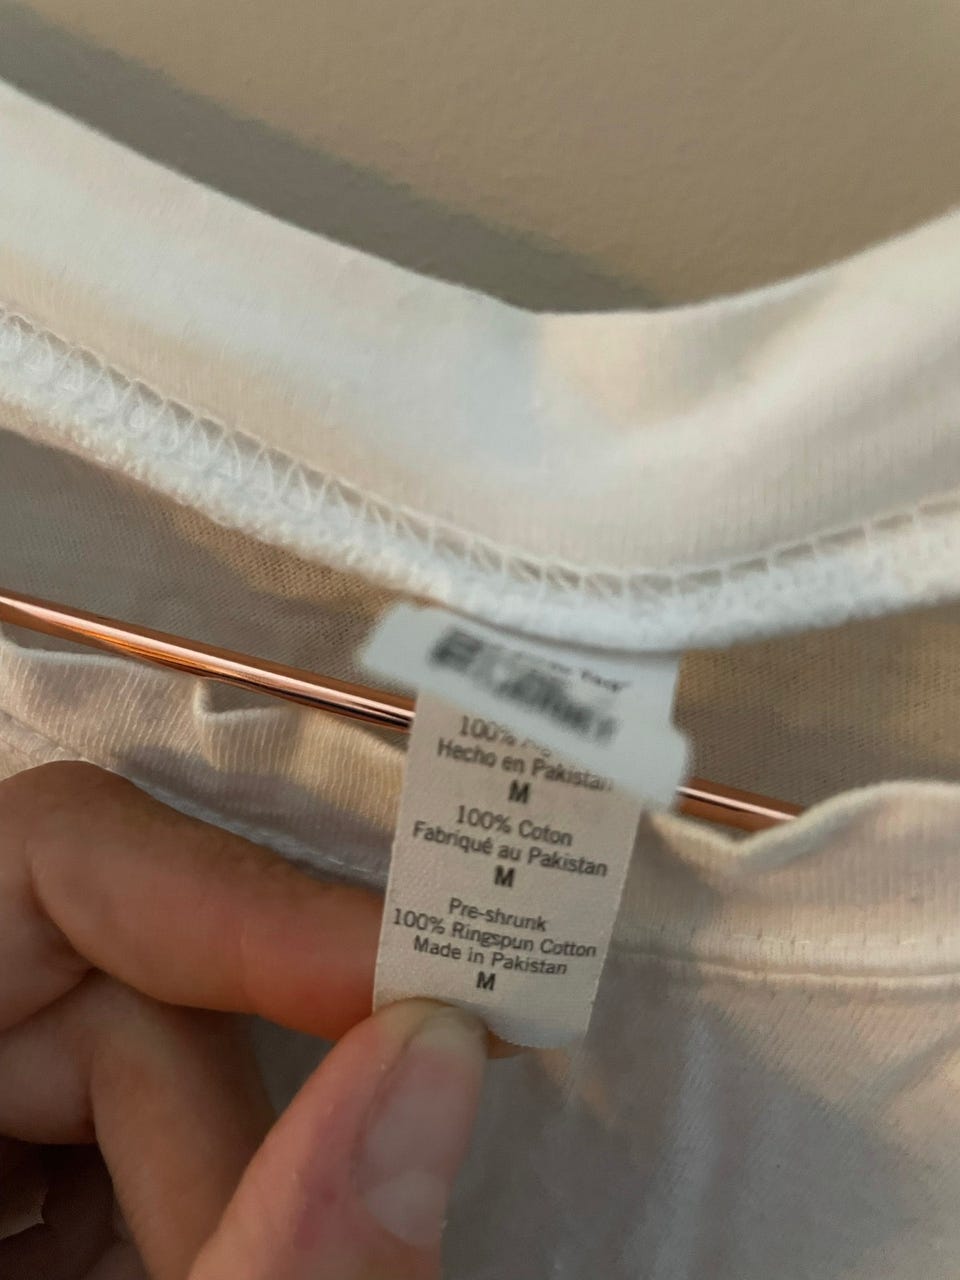 100%
Hecho en Pakistan
M
100% Coton
Fabriqué au Pakistan
M
Pre-shrunk
100% Ringspun Cotton
Made in Pakistan
M